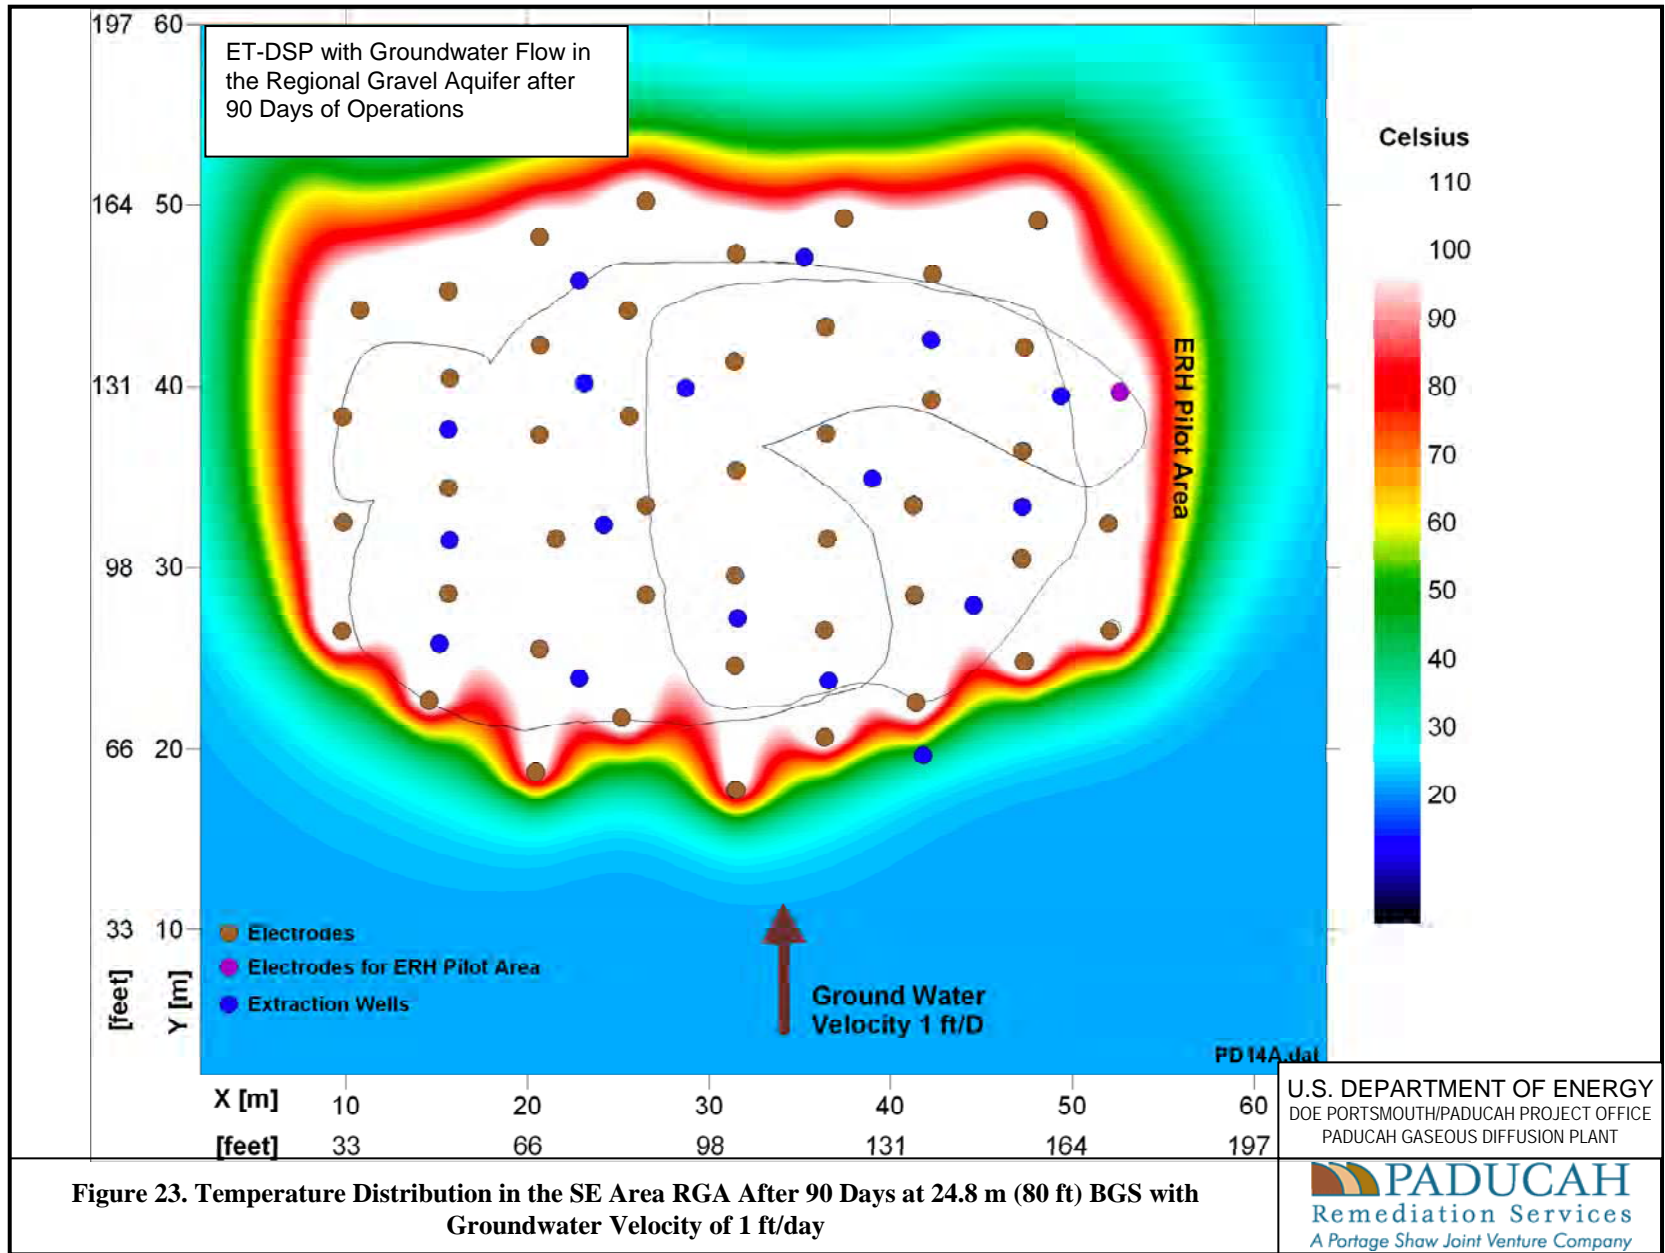 197 60
ET-DSP with Groundwater Flow in
the Regional Gravel Aquifer after
90 Days of Operations
Celsius
110
164 50
100
90
ERH Pilot Area
131 40
80
70
60
98 30
50
40
30
66 20
20
33 10
Electrodes
Electrodes for ERH Pilot Area
Extraction Wells
[feet]
Y [m]
Ground Water
Velocity 1 ft/D
PD14A.dat
X [m] 10 20 30 40 50 60
[feet] 33 66 98 131 164 197
U.S. DEPARTMENT OF ENERGY
DOE PORTSMOUTH/PADUCAH PROJECT OFFICE
PADUCAH GASEOUS DIFFUSION PLANT
Figure 23. Temperature Distribution in the SE Area RGA After 90 Days at 24.8 m (80 ft) BGS with
Groundwater Velocity of 1 ft/day
PADUCAH
Remediation Services
A Portage Shaw Joint Venture Company